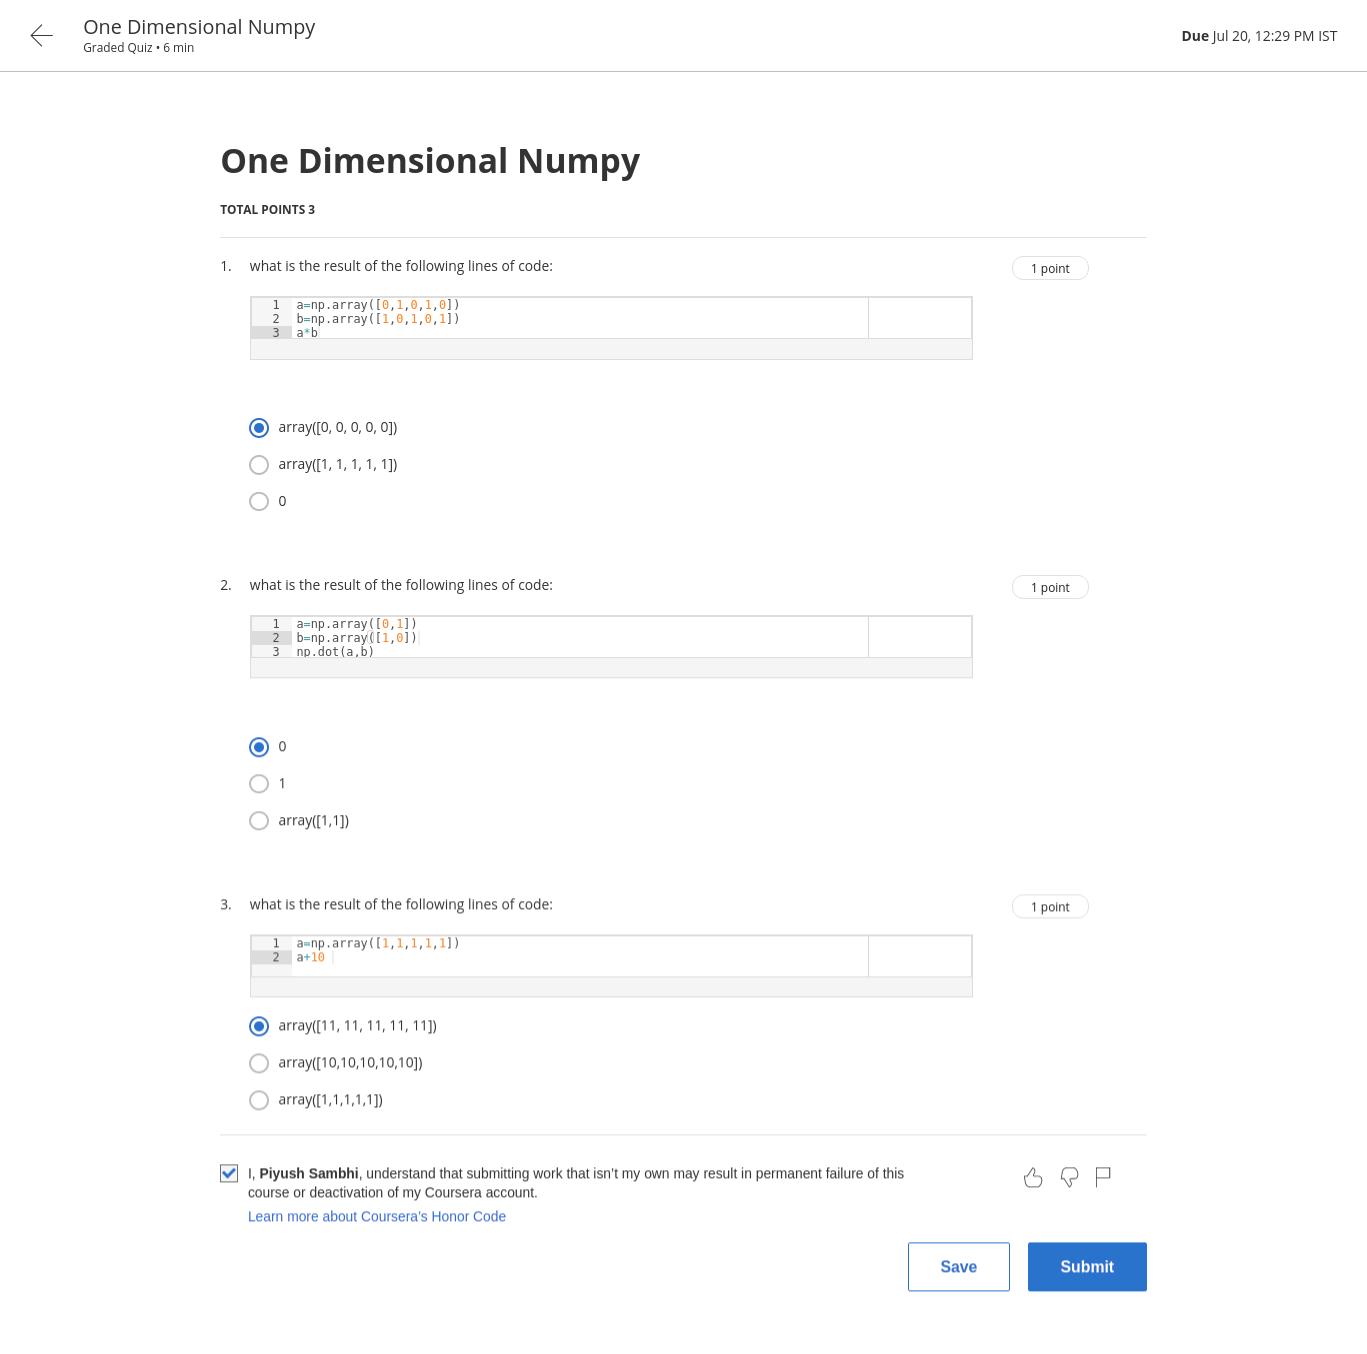 One Dimensional Numpy
Graded Quiz • 6 min
Due Jul 20, 12:29 PM IST
One Dimensional Numpy
TOTAL POINTS 3
1. what is the result of the following lines of code:
1 point
1 a=np.array([0,1,0,1,0])
2 b=np.array([1,0,1,0,1])
3 a*b
array([0, 0, 0, 0, 0])
array([1, 1, 1, 1, 1])
0
2. what is the result of the following lines of code:
1 point
1 a=np.array([0,1])
2 b=np.array([1,0])
3 np.dot(a,b)
0
1
array([1,1])
3. what is the result of the following lines of code:
1 point
1 a=np.array([1,1,1,1,1])
2 a+10
array([11, 11, 11, 11, 11])
array([10,10,10,10,10])
array([1,1,1,1,1])
I, Piyush Sambhi, understand that submitting work that isn't my own may result in permanent failure of this
course or deactivation of my Coursera account.
Learn more about Coursera's Honor Code
Save
Submit